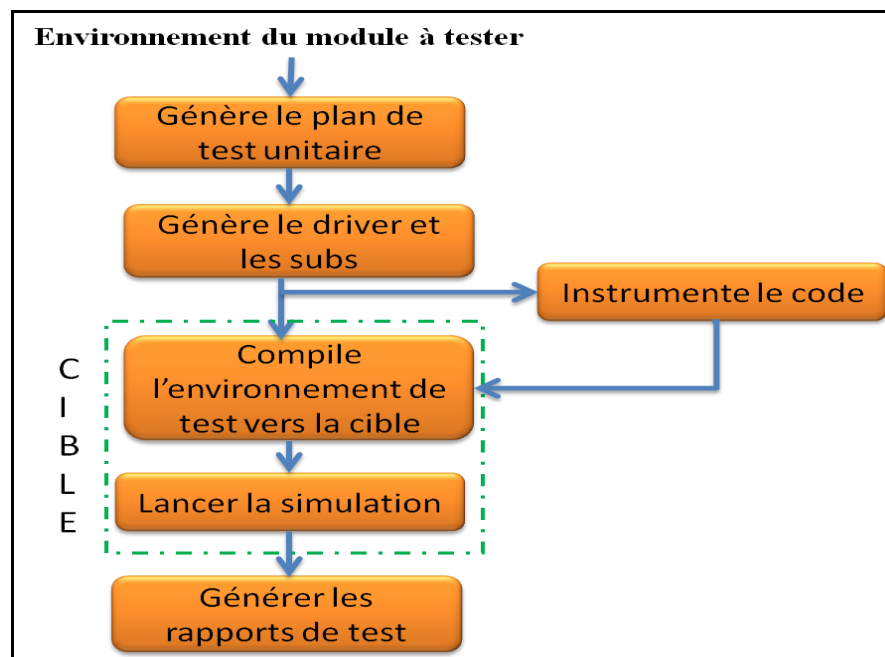 Environnement du module à tester
Génère le plan de
test unitaire
Génère le driver et
les subs
Instrumente le code
Compile
l’environnement de
test vers la cible
C
I
B
L
E
Lancer la simulation
Générer les
rapports de test